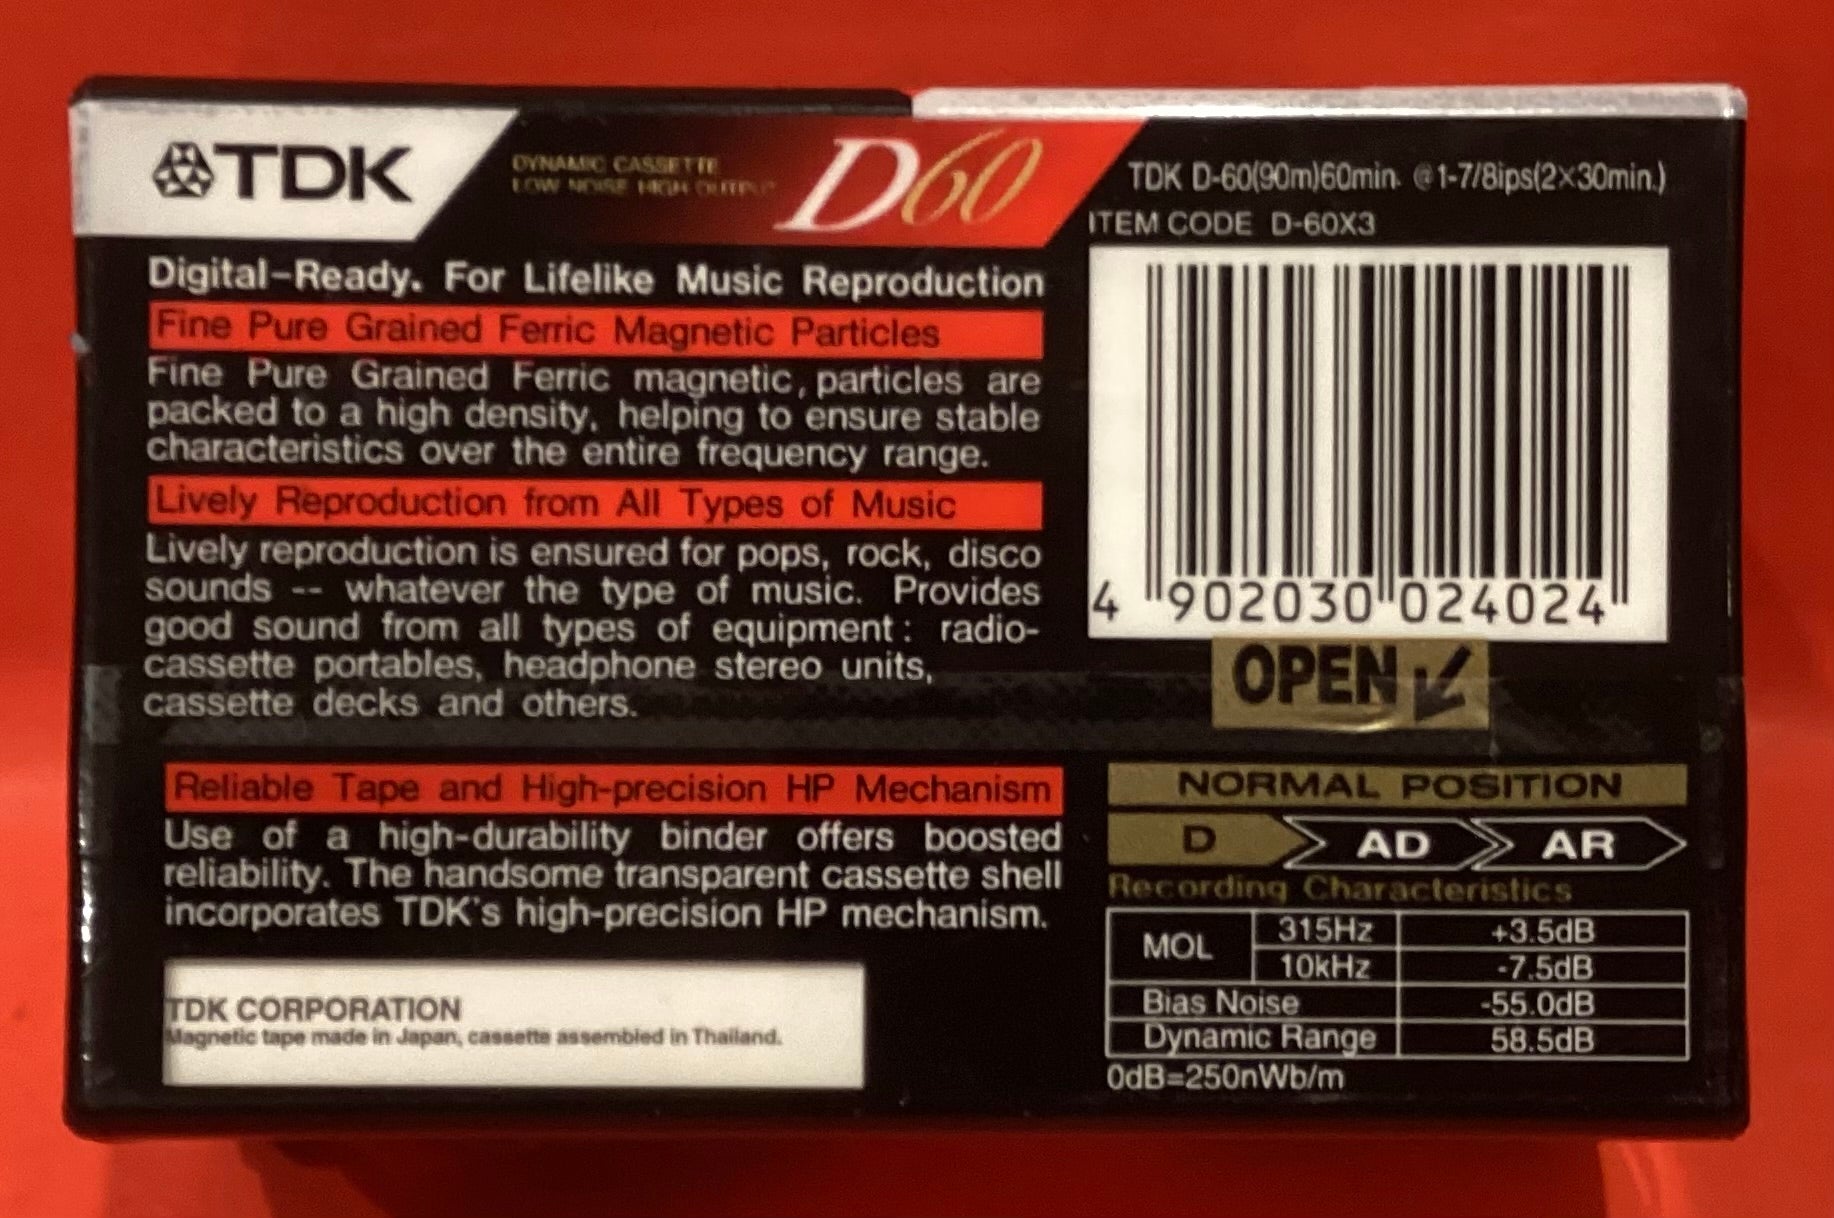 TDK
DYNAMIC CASSETTE
LOW NOISE HIGH OUTPUT
D60
TDK D-60(90m)60min. @1-7/8ips(2×30min.)
ITEM CODE D-60X3
Digital-Ready. For Lifelike Music Reproduction
Fine Pure Grained Ferric Magnetic Particles
Fine Pure Grained Ferric magnetic, particles are
packed to a high density, helping to ensure stable
characteristics over the entire frequency range.
Lively Reproduction from All Types of Music
Lively reproduction is ensured for pops, rock, disco
sounds -- whatever the type of music. Provides
good sound from all types of equipment: radio-
cassette portables, headphone stereo units,
cassette decks and others.
4 902030 024024
OPEN
Reliable Tape and High-precision HP Mechanism
Use of a high-durability binder offers boosted
reliability. The handsome transparent cassette shell
incorporates TDK's high-precision HP mechanism.
TDK CORPORATION
Magnetic tape made in Japan, cassette assembled in Thailand.
NORMAL POSITION
D AD AR
Recording Characteristics
MOL 315Hz +3.5dB
10kHz -7.5dB
Bias Noise -55.0dB
Dynamic Range 58.5dB
0dB=250nWb/m